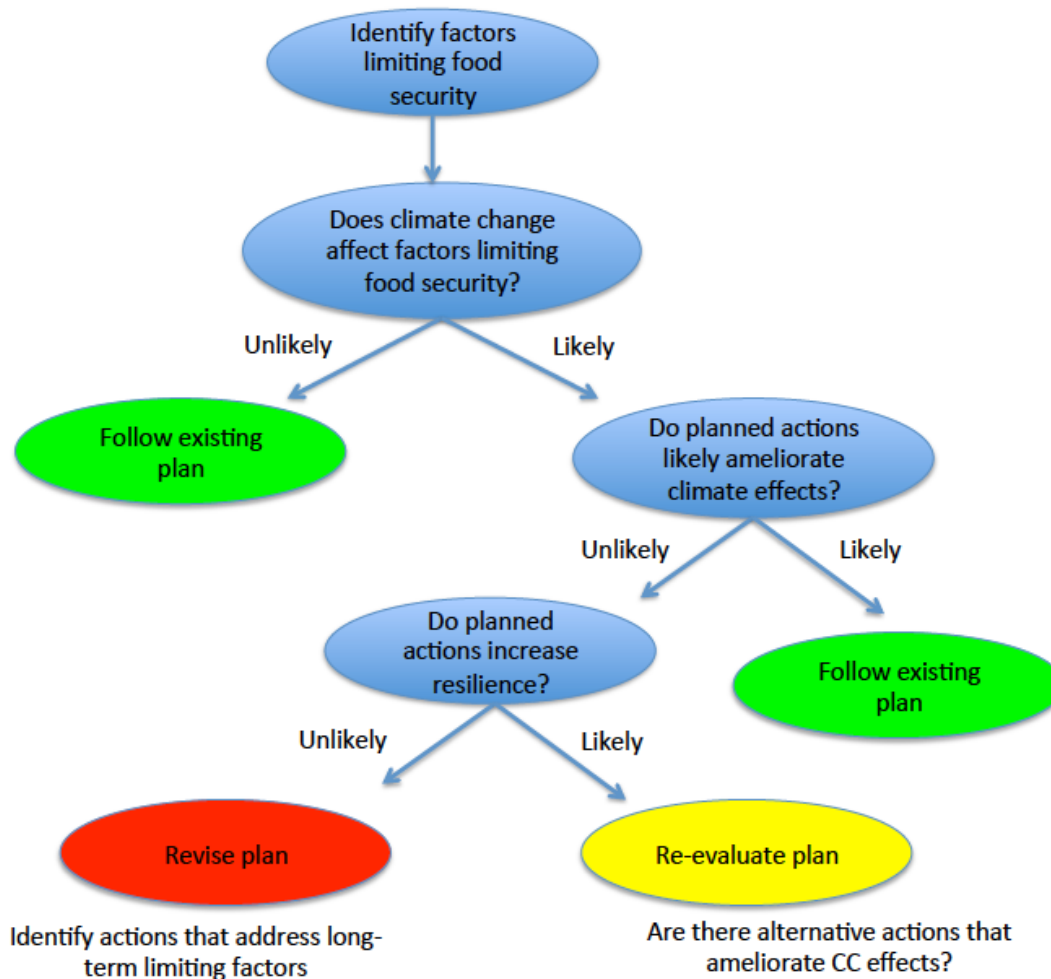 Identify factors
limiting food
security
Does climate change
affect factors limiting
food security?
Unlikely
Likely
Follow existing
plan
Do planned actions
likely ameliorate
climate effects?
Unlikely
Likely
Do planned
actions increase
resilience?
Follow existing
plan
Unlikely
Likely
Revise plan
Re-evaluate plan
Identify actions that address long-
term limiting factors
Are there alternative actions that
ameliorate CC effects?